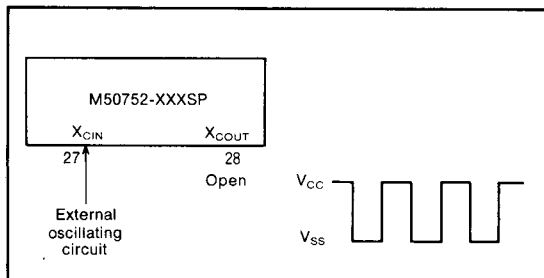 M50752-XXXSP
XCIN XCOUT
27 28
Open
External
oscillating
circuit
VCC
VSS